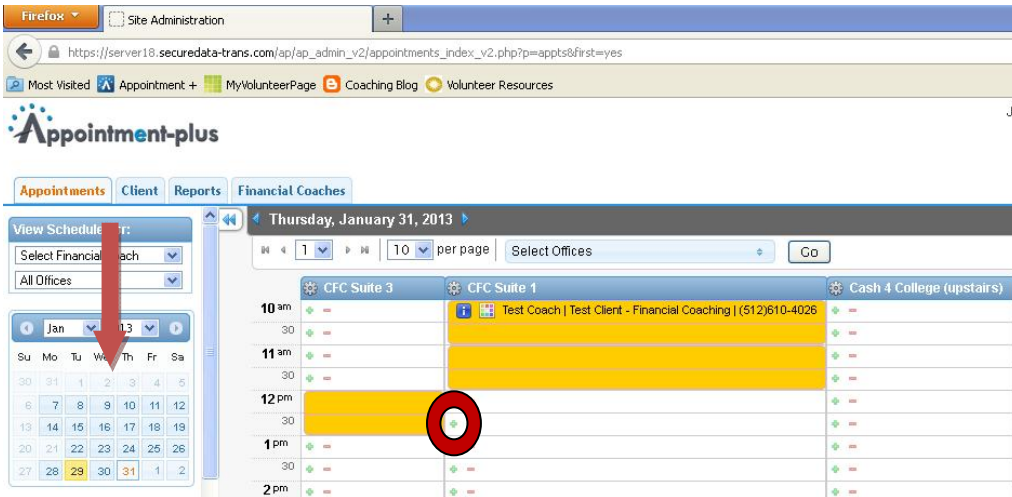 Firefox
Site Administration
https://server18.securedata-trans.com/ap/ap_admin_v2/appointments_index_v2.php?p=appts&first=yes
Most Visited Appointment + MyVolunteerPage Coaching Blog Volunteer Resources
J
Appointment-plus
Appointments Client Reports Financial Coaches
View Schedule
Select Financial
All Offices
Thursday, January 31, 2013
1 10 per page Select Offices Go
CFC Suite 3 CFC Suite 1 Cash 4 College (upstairs)
10 am Test Coach | Test Client - Financial Coaching | (512)610-4026
30
11 am
30
12 pm
30
1 pm
30
2 pm
Jan
Su Mo Tu We Th Fr Sa
30 31 1 2 3 4 5
6 7 8 9 10 11 12
13 14 15 16 17 18 19
20 21 22 23 24 25 26
27 28 29 30 31 1 2